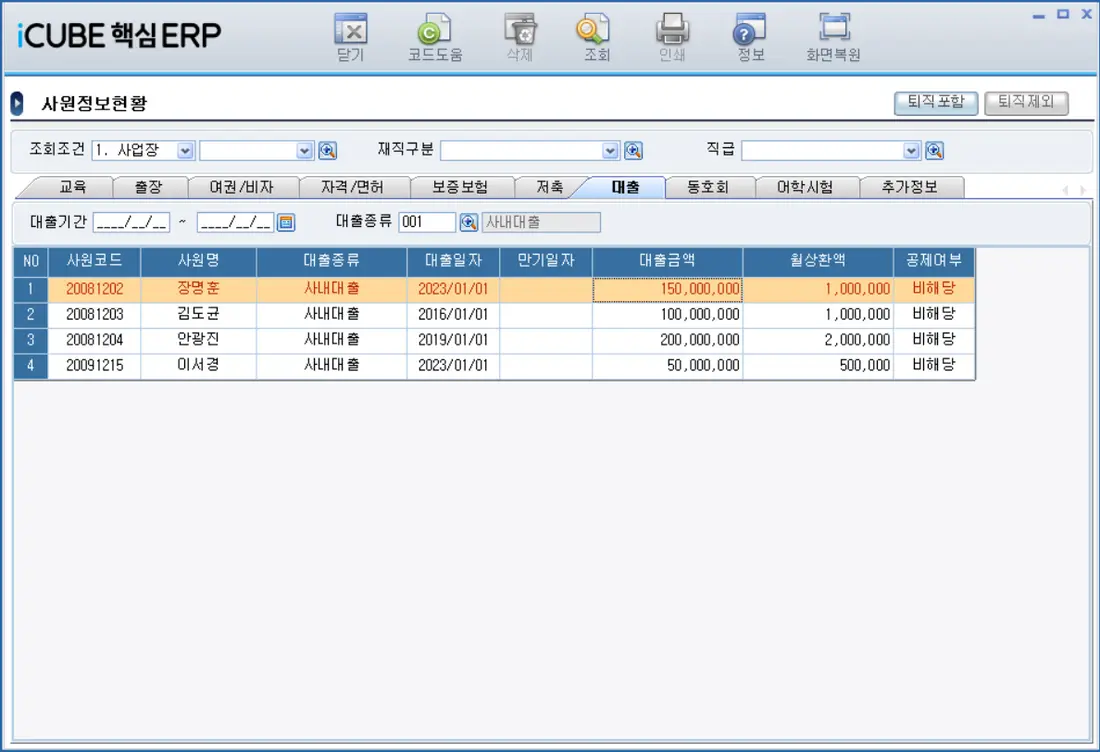 iCUBE 핵심ERP
닫기 코드도움 삭제 조회 인쇄 정보 화면복원
사원정보현황 퇴직포함 퇴직제외
조회조건 1. 사업장 재직구분 직급
교육 출장 여권/비자 자격/면허 보증보험 저축 대출 동호회 어학시험 추가정보
대출기간 ____/__/__ ~ ____/__/__ 대출종류 001 사내대출
NO 사원코드 사원명 대출종류 대출일자 만기일자 대출금액 월상환액 공제여부
1 20081202 장명훈 사내대출 2023/01/01 150,000,000 1,000,000 비해당
2 20081203 김도균 사내대출 2016/01/01 100,000,000 1,000,000 비해당
3 20081204 안광진 사내대출 2019/01/01 200,000,000 2,000,000 비해당
4 20091215 이서경 사내대출 2023/01/01 50,000,000 500,000 비해당